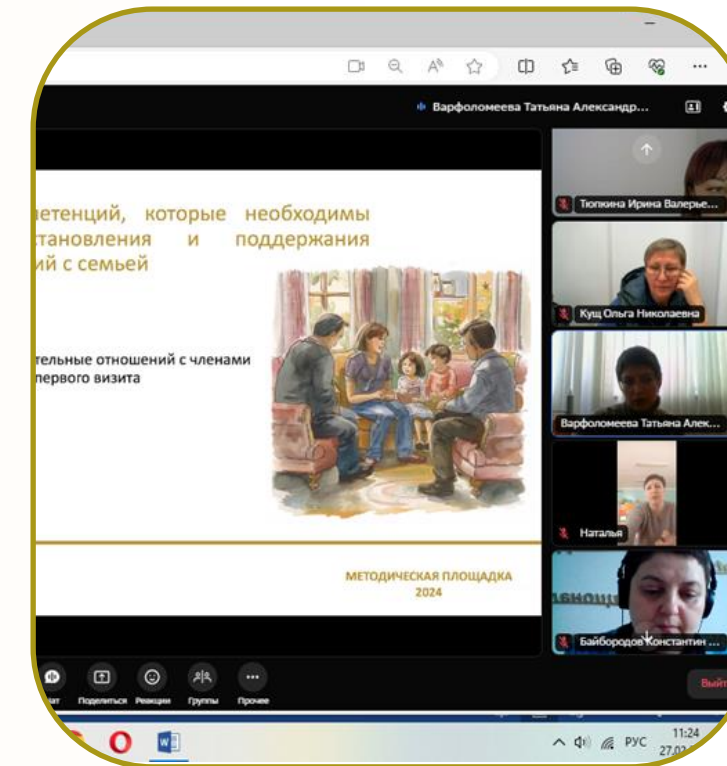 Варфоломеева Татьяна Александр...
Тюпкина Ирина Валерье...
етенций, которые необходимы
тановления и поддержания
ий с семьей
Кущ Ольга Николаевна
тельные отношений с членами
первого визита
Варфоломеева Татьяна Алек...
Наталья
МЕТОДИЧЕСКАЯ ПЛОЩАДКА
2024
Байбородов Константин ...
Поделиться Реакции Группы Прочее
РУС 11:24